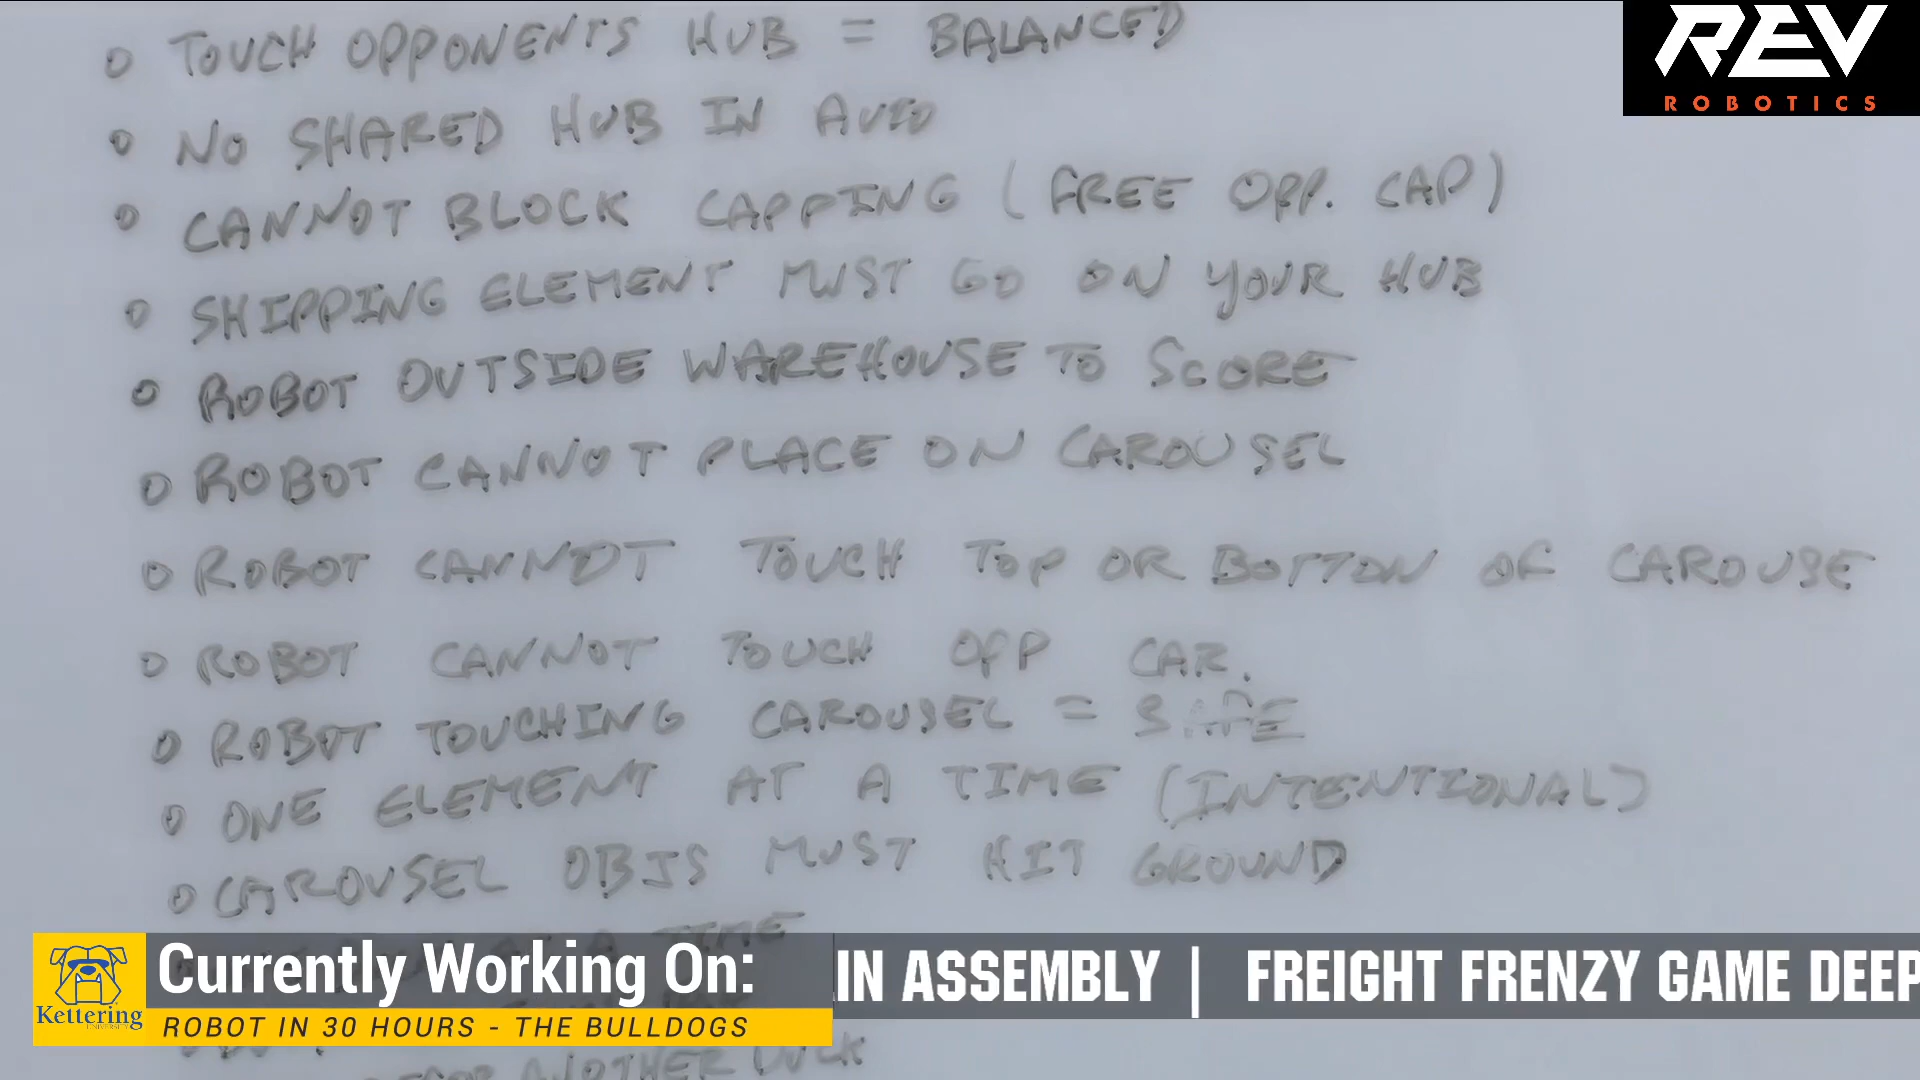 REV
ROBOTICS
o TOUCH OPPONENTS HUB = BALANCED
o NO SHARED HUB IN AUTO
o CANNOT BLOCK CAPPING (FREE OPP. CAP)
o SHIPPING ELEMENT MUST GO ON YOUR HUB
o ROBOT OUTSIDE WAREHOUSE TO SCORE
o ROBOT CANNOT PLACE ON CAROUSEL
o ROBOT CANNOT TOUCH TOP OR BOTTOM OF CAROUSE
o ROBOT CANNOT TOUCH OPP CAR.
o ROBOT TOUCHING CAROUSEL = SAFE
o ONE ELEMENT AT A TIME (INTENTIONAL)
o CAROUSEL OBJS MUST HIT GROUND
A TIME
Currently Working On:
IN ASSEMBLY | FREIGHT FRENZY GAME DEEP
Kettering
UNIVERSITY
ROBOT IN 30 HOURS - THE BULLDOGS
ANOTHER DUCK